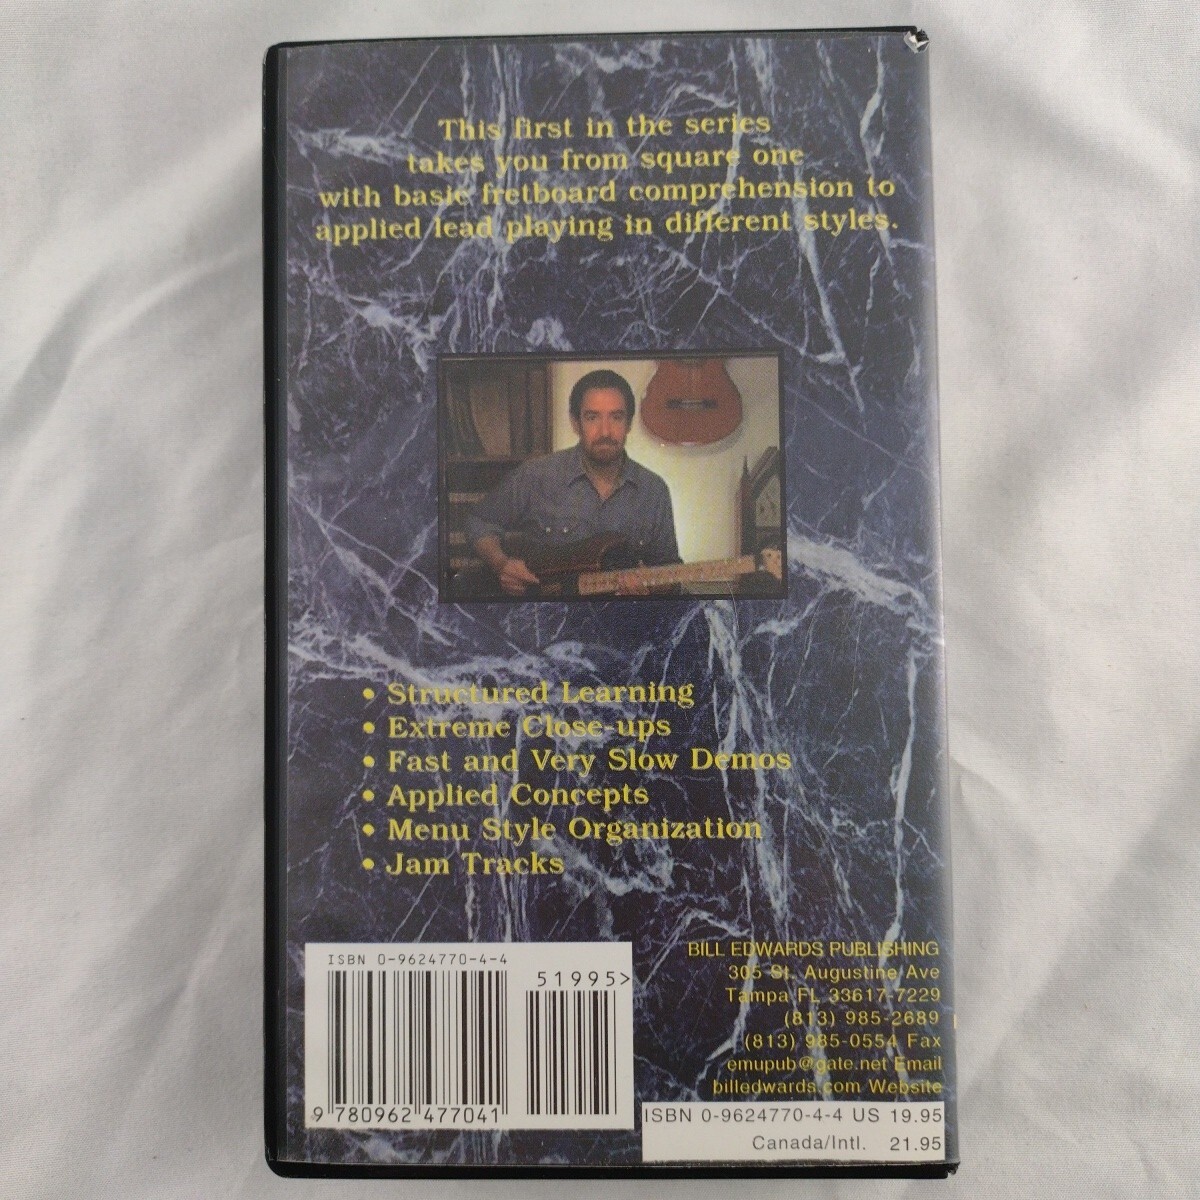 This first in the series
takes you from square one
with basic fretboard comprehension to
applied lead playing in different styles.
• Structured Learning
• Extreme Close-ups
• Fast and Very Slow Demos
• Applied Concepts
• Menu Style Organization
• Jam Tracks
ISBN 0-9624770-4-4
51995>
9 780962 477041
BILL EDWARDS PUBLISHING
305 St. Augustine Ave
Tampa FL 33617-7229
(813) 985-2689
(813) 985-0554 Fax
emupub@gate.net Email
billedwards.com Website
ISBN 0-9624770-4-4 US 19.95
Canada/Intl. 21.95